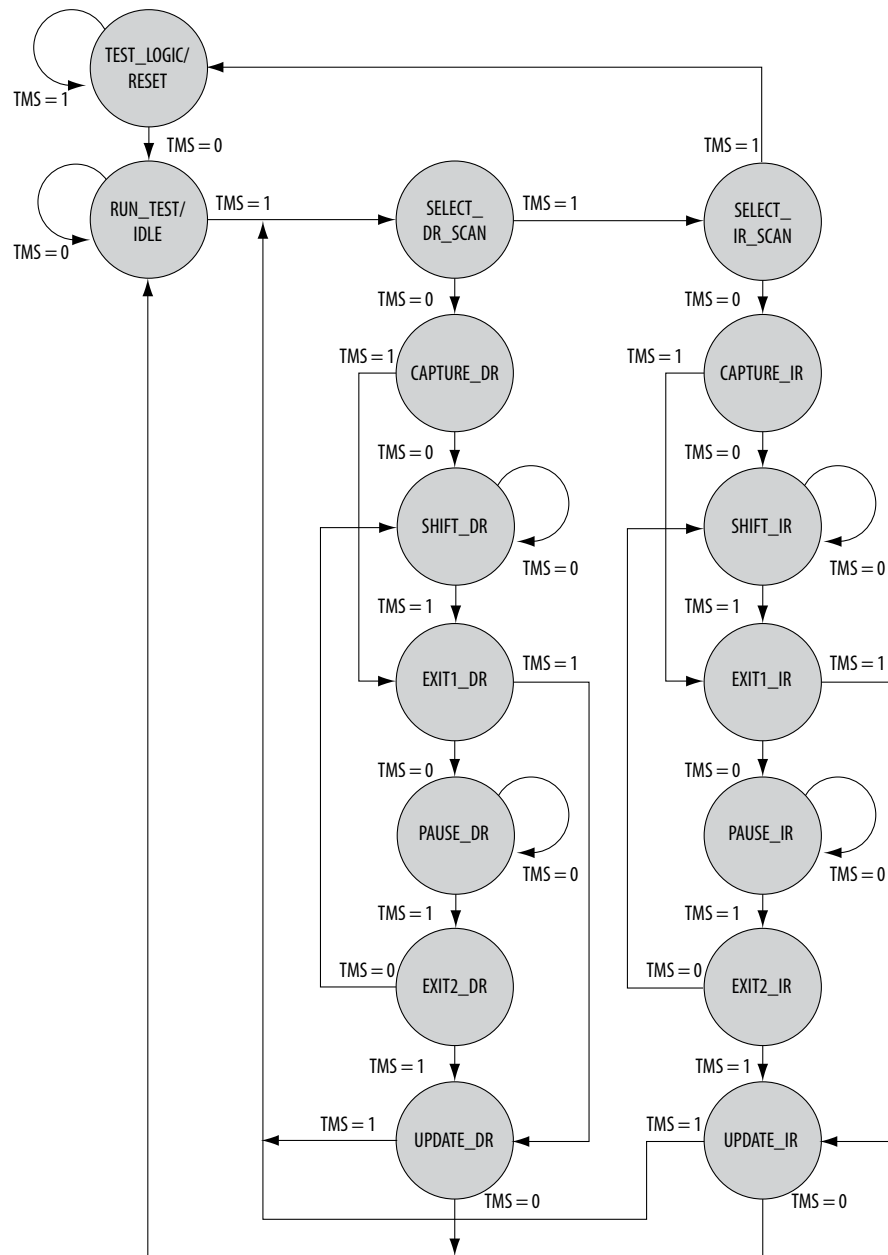 TEST_LOGIC/
RESET
TMS = 1
TMS = 0
TMS = 1
RUN_TEST/
IDLE
TMS = 0
TMS = 1
SELECT_
DR_SCAN
TMS = 1
SELECT_
IR_SCAN
TMS = 0
TMS = 0
TMS = 1
CAPTURE_DR
TMS = 1
CAPTURE_IR
TMS = 0
TMS = 0
SHIFT_DR
TMS = 0
SHIFT_IR
TMS = 0
TMS = 1
TMS = 1
EXIT1_DR
TMS = 1
EXIT1_IR
TMS = 1
TMS = 0
TMS = 0
PAUSE_DR
TMS = 0
PAUSE_IR
TMS = 0
TMS = 1
TMS = 1
TMS = 0
EXIT2_DR
TMS = 0
EXIT2_IR
TMS = 1
TMS = 1
TMS = 1
UPDATE_DR
TMS = 1
UPDATE_IR
TMS = 0
TMS = 0